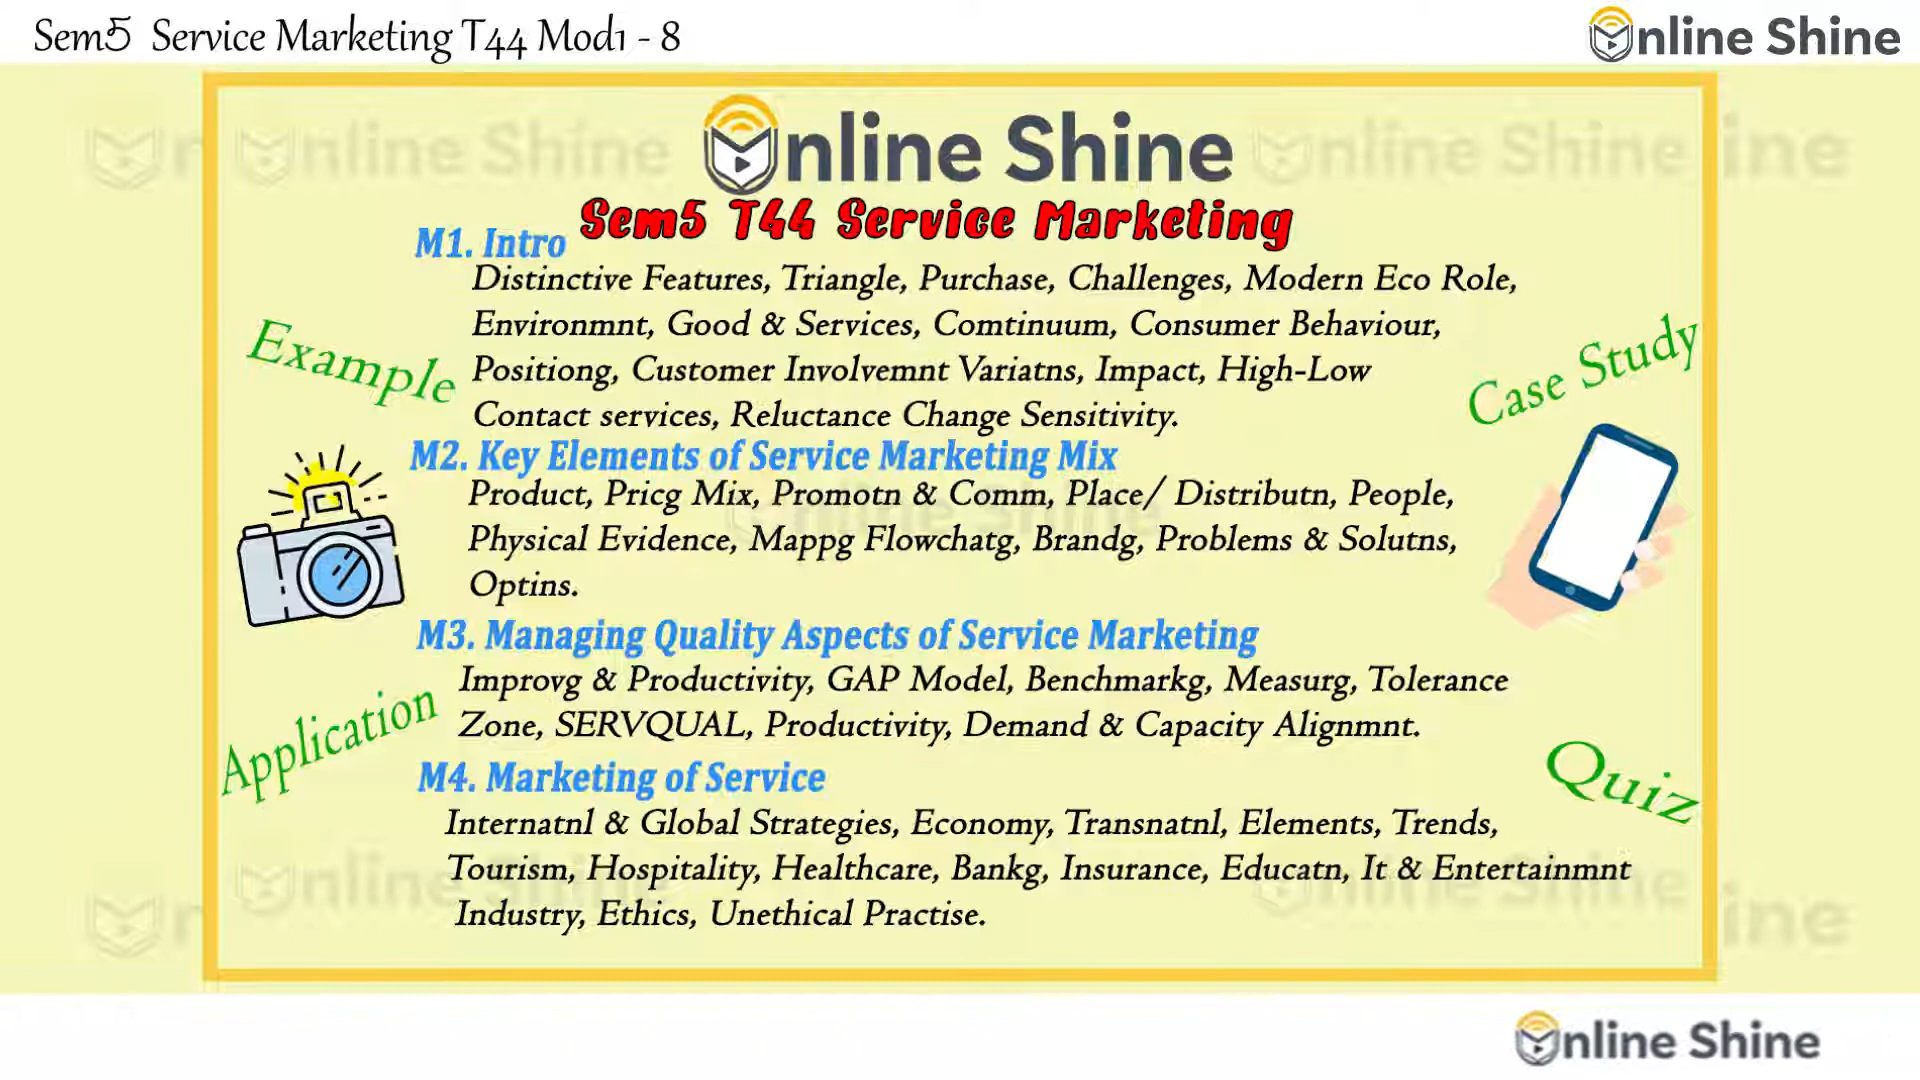 Sem5 Service Marketing T44 Mod1 - 8
Online Shine
Online Shine
Sem5 T44 Service Marketing
M1. Intro
Distinctive Features, Triangle, Purchase, Challenges, Modern Eco Role,
Environmnt, Good & Services, Comtinuum, Consumer Behaviour,
Positiong, Customer Involvemnt Variatns, Impact, High-Low
Contact services, Reluctance Change Sensitivity.
Example
Case Study
M2. Key Elements of Service Marketing Mix
Product, Pricg Mix, Promotn & Comm, Place/ Distributn, People,
Physical Evidence, Mappg Flowchatg, Brandg, Problems & Solutns,
Optins.
M3. Managing Quality Aspects of Service Marketing
Improvg & Productivity, GAP Model, Benchmarkg, Measurg, Tolerance
Zone, SERVQUAL, Productivity, Demand & Capacity Alignmnt.
Application
Quiz
M4. Marketing of Service
Internatnl & Global Strategies, Economy, Transnatnl, Elements, Trends,
Tourism, Hospitality, Healthcare, Bankg, Insurance, Educatn, It & Entertainmnt
Industry, Ethics, Unethical Practise.
Online Shine